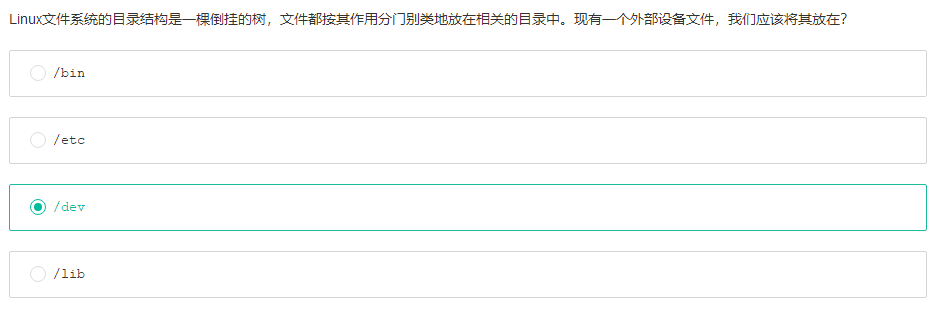 Linux文件系统的目录结构是一棵倒挂的树，文件都按其作用分门别类地放在相关的目录中。现有一个外部设备文件，我们应该将其放在？
/bin
/etc
/dev
/lib